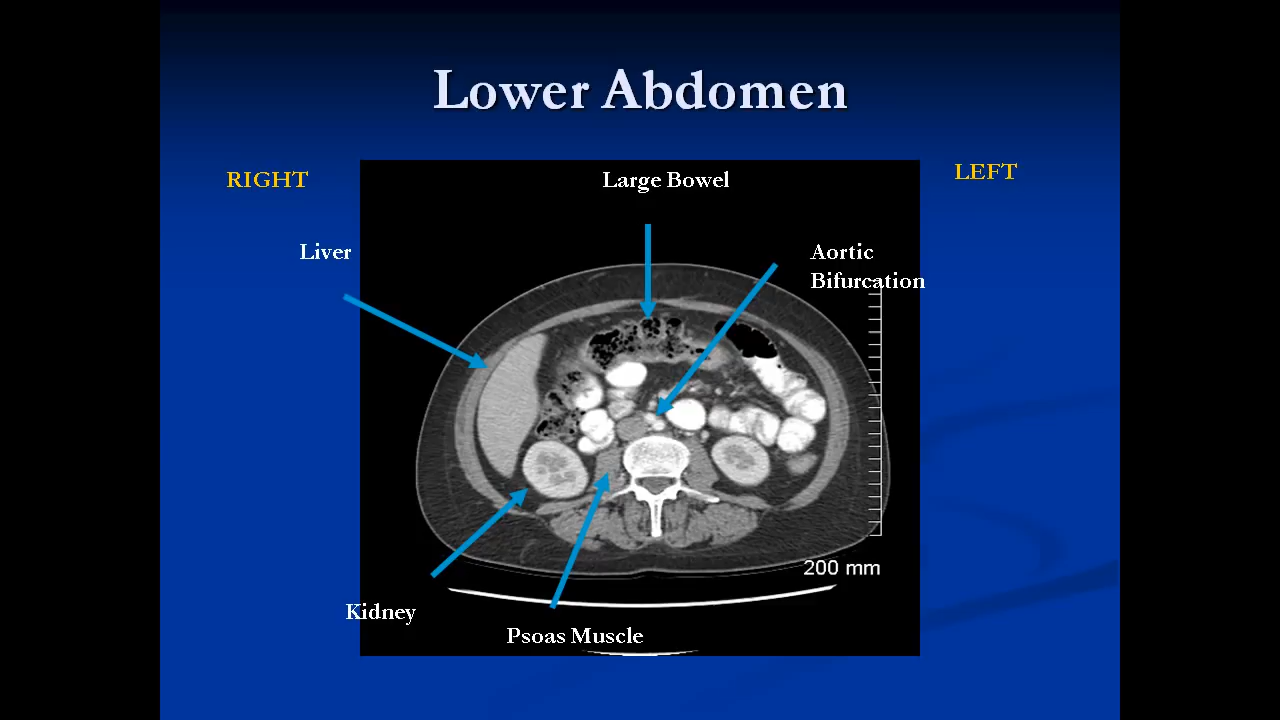 Lower Abdomen
RIGHT
Large Bowel
LEFT
Liver
Aortic
Bifurcation
200 mm
Kidney
Psoas Muscle